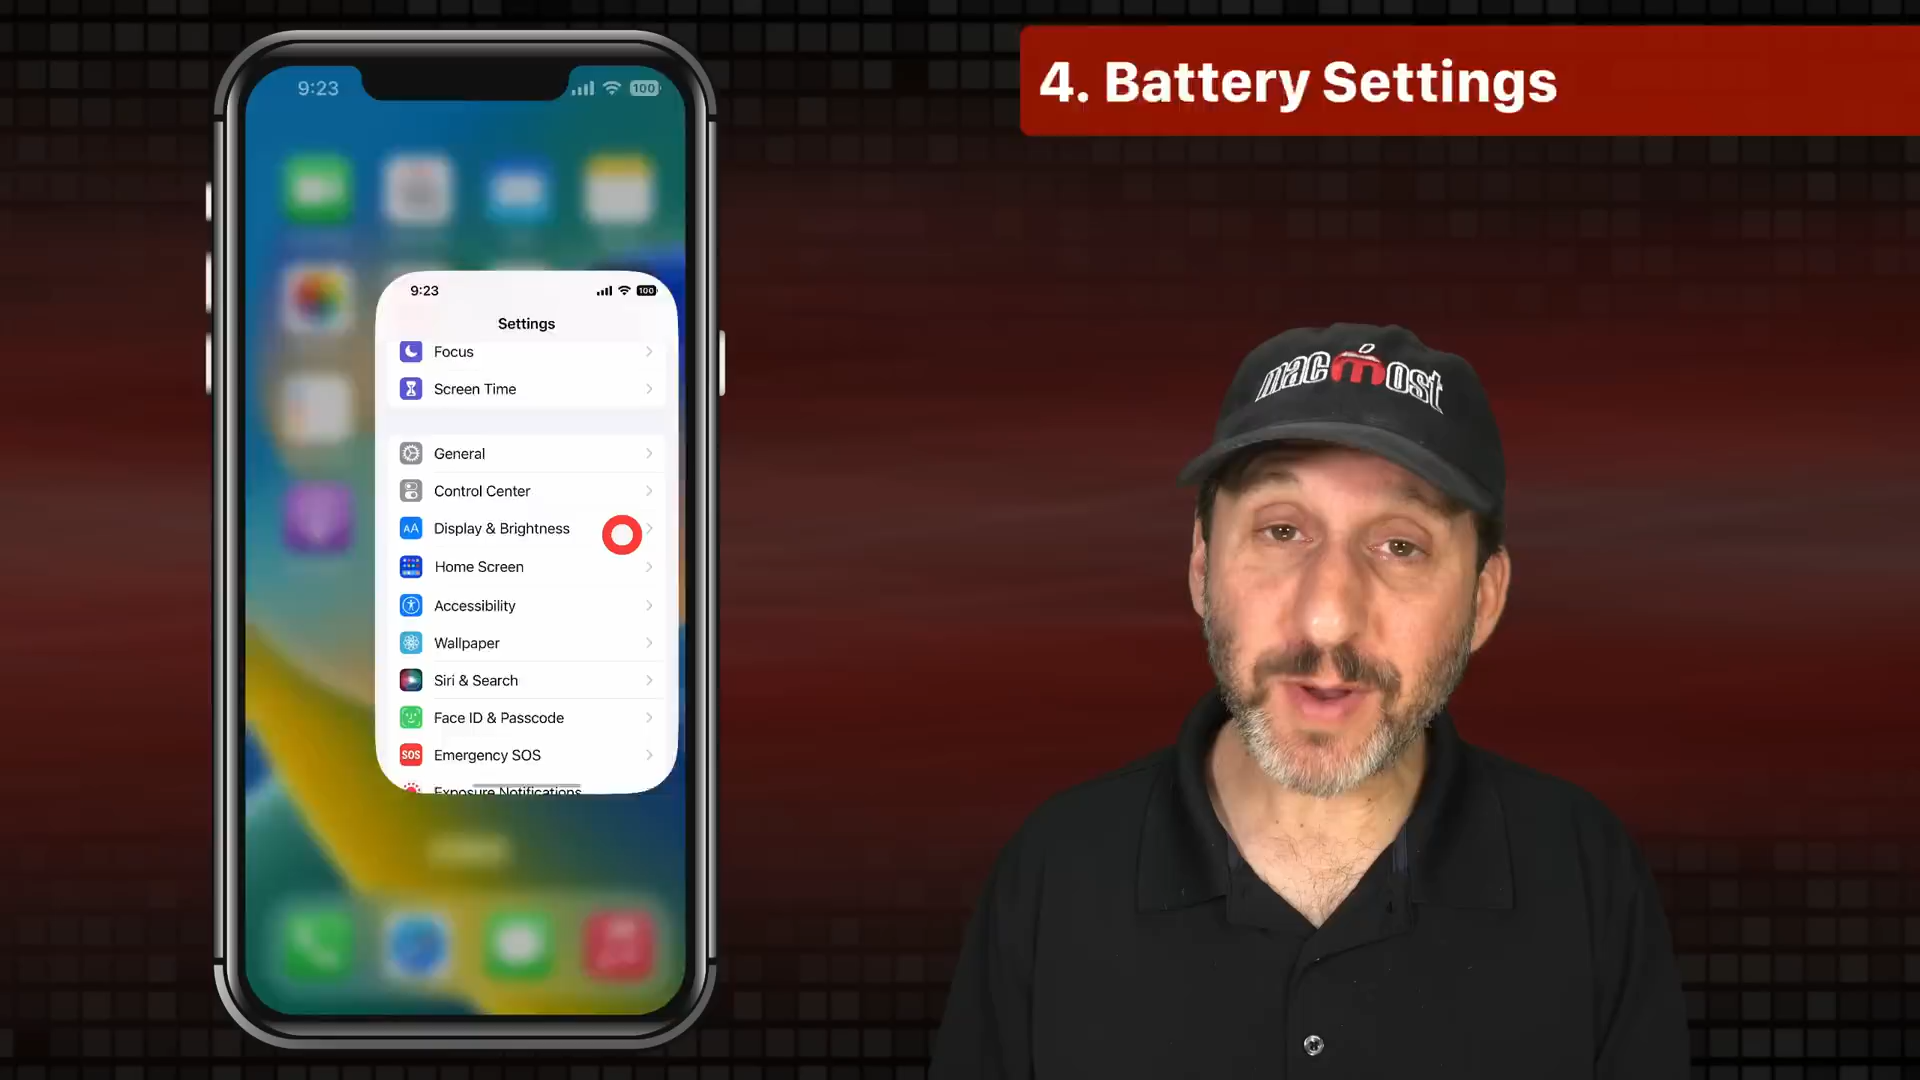 9:23
100
4. Battery Settings
9:23
100
Settings
Focus
Screen Time
General
Control Center
AA
Display & Brightness
Home Screen
Accessibility
Wallpaper
Siri & Search
Face ID & Passcode
SOS
Emergency SOS
Exposure Notifications
macmost